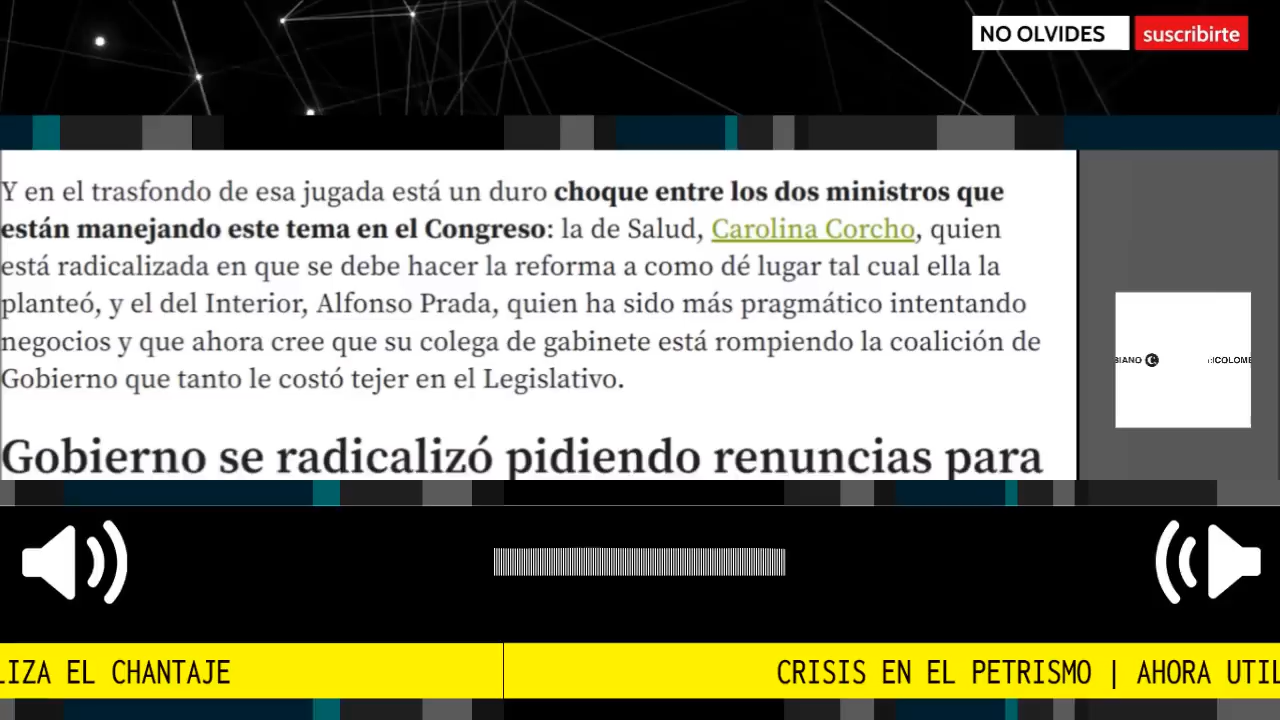 NO OLVIDES suscribirte
Y en el trasfondo de esa jugada está un duro choque entre los dos ministros que
están manejando este tema en el Congreso: la de Salud, Carolina Corcho, quien
está radicalizada en que se debe hacer la reforma a como dé lugar tal cual ella la
planteó, y el del Interior, Alfonso Prada, quien ha sido más pragmático intentando
negocios y que ahora cree que su colega de gabinete está rompiendo la coalición de
Gobierno que tanto le costó tejer en el Legislativo.
Gobierno se radicalizó pidiendo renuncias para
BIANO C COLOMB
LIZA EL CHANTAJE
CRISIS EN EL PETRISMO | AHORA UTIL